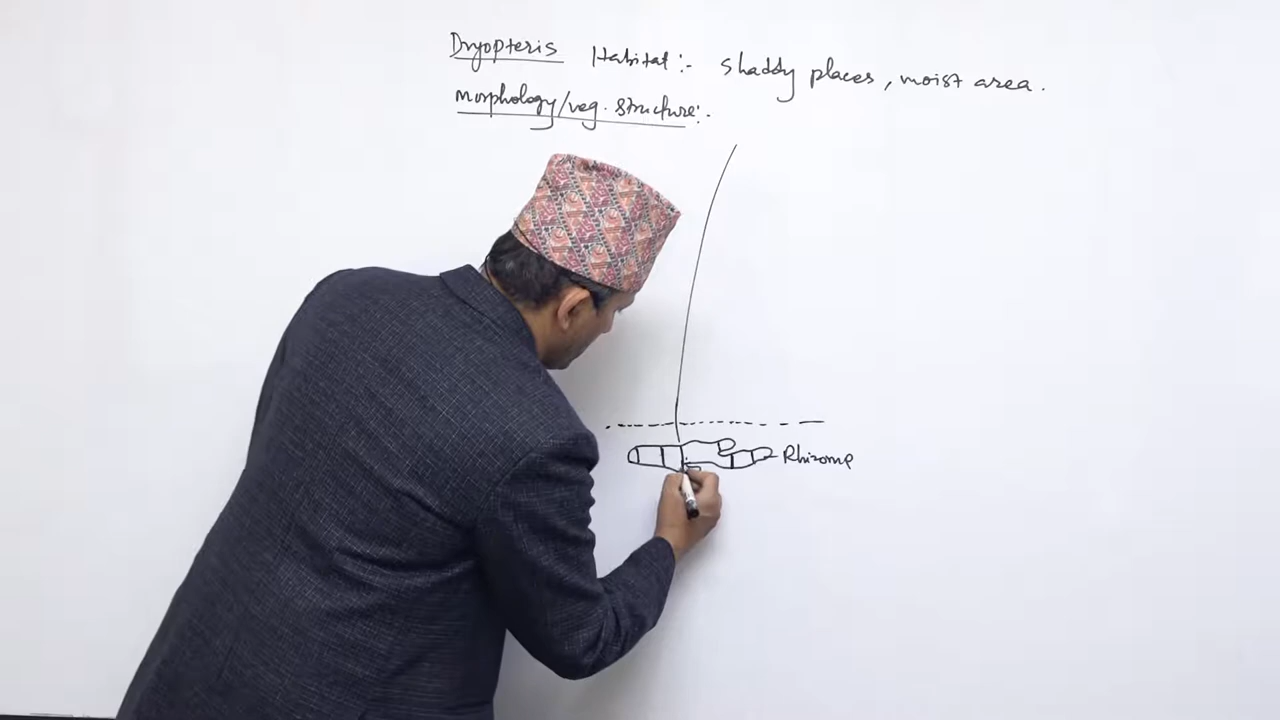 Dryopteris Habitat:- Shaddy places, moist area.
morphology/veg. structure:-
Rhizome